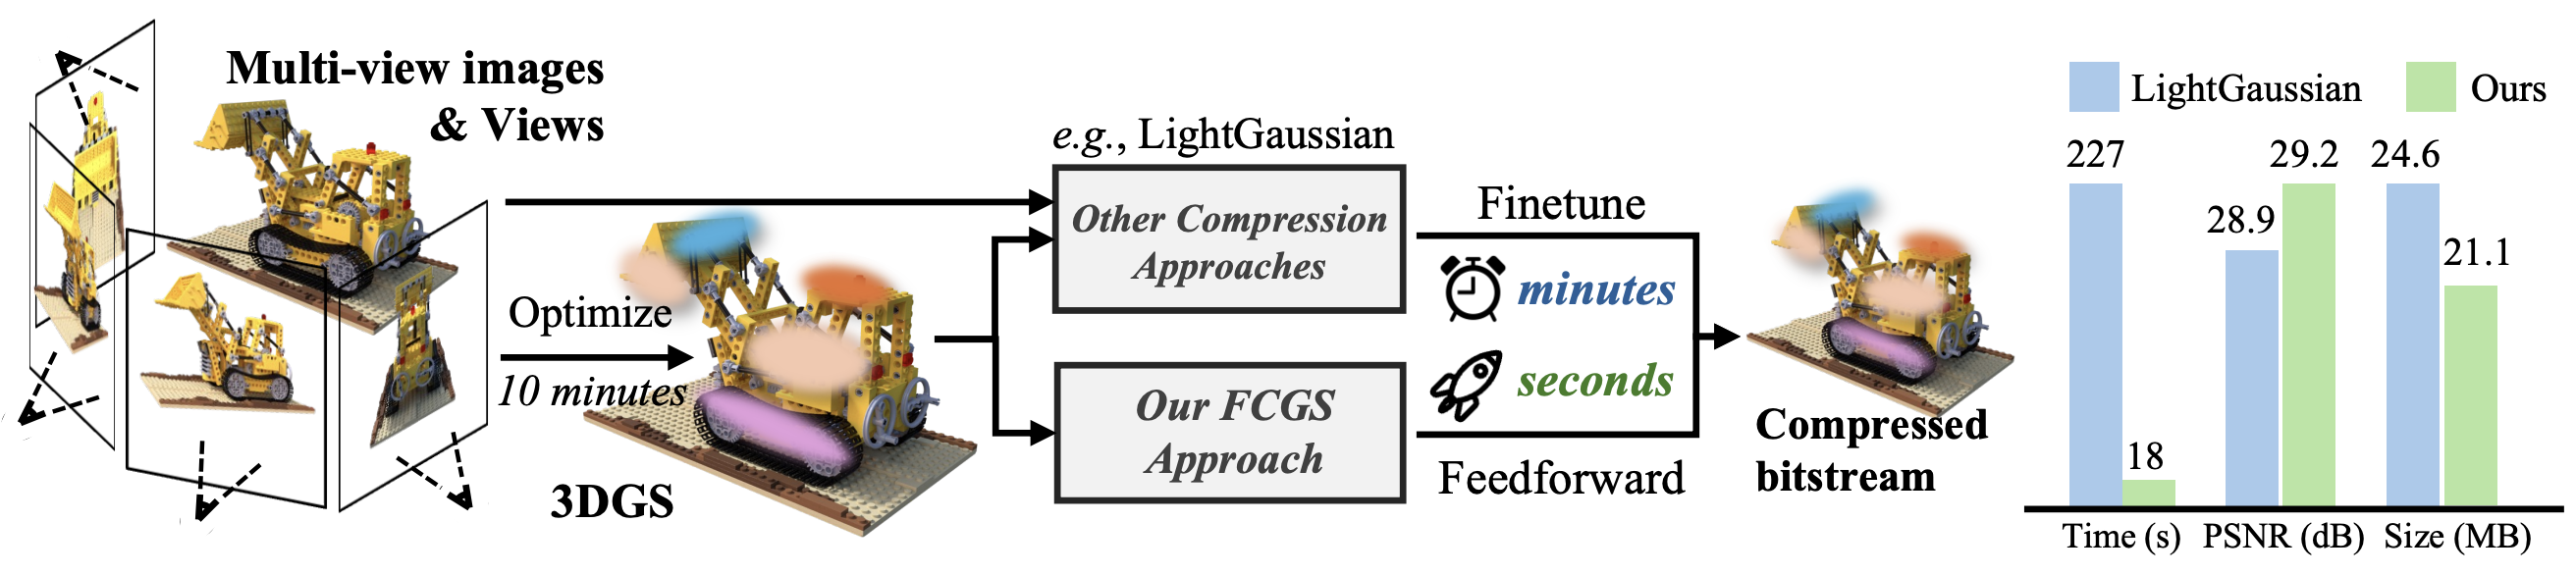 Multi-view images
& Views
Optimize
10 minutes
3DGS
e.g., LightGaussian
Other Compression
Approaches
Our FCGS
Approach
Finetune
minutes
seconds
Feedforward
Compressed
bitstream
LightGaussian
Ours
227
18
28.9
29.2
24.6
21.1
Time (s)
PSNR (dB)
Size (MB)